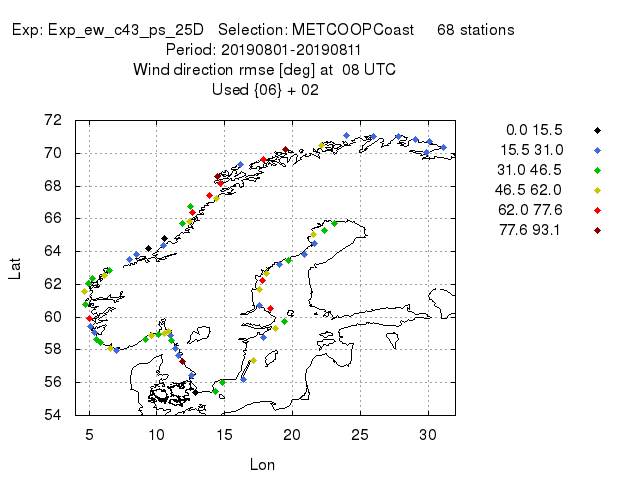 Exp: Exp_ew_c43_ps_25D   Selection: METCOOPCoast     68 stations
Period: 20190801-20190811
Wind direction rmse [deg] at  08 UTC
Used {06} + 02
0.0 15.5
15.5 31.0
31.0 46.5
46.5 62.0
62.0 77.6
77.6 93.1
72
70
68
66
64
62
60
58
56
54
Lat
5 10 15 20 25 30
Lon